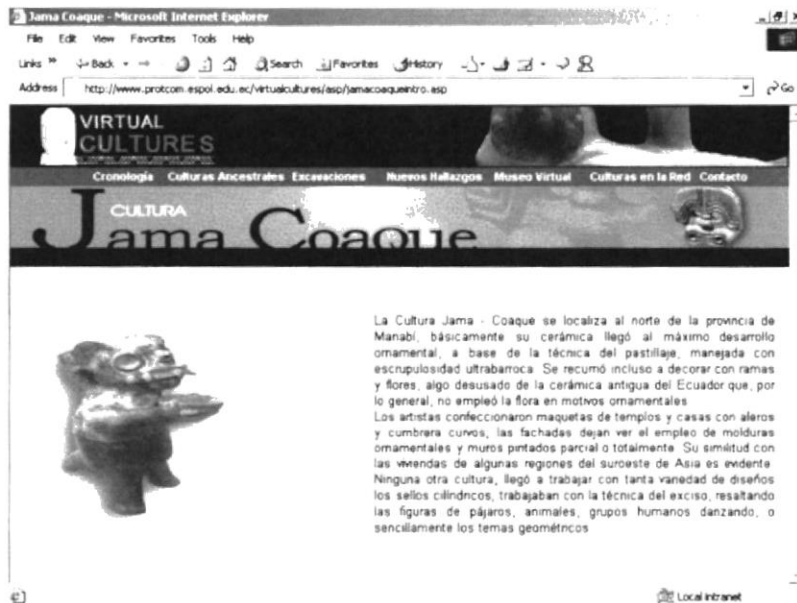 Jama Coaque - Microsoft Internet Explorer
File Edit View Favorites Tools Help
Links » Back Search Favorites History
Address http://www.protcom.espol.edu.ec/virtualcultures/asp/jamacoaqueintro.asp Go
VIRTUAL
CULTURES
Cronología Culturas Ancestrales Excavaciones Nuevos Hallazgos Museo Virtual Culturas en la Red Contacto
CULTURA
Jama Coaque
La Cultura Jama - Coaque se localiza al norte de la provincia de
Manabí, básicamente su cerámica llegó al máximo desarrollo
ornamental, a base de la técnica del pastillaje, manejada con
escrupulosidad ultrabarroca. Se recurrió incluso a decorar con ramas
y flores, algo desusado de la cerámica antigua del Ecuador que, por
lo general, no empleó la flora en motivos ornamentales
Los artistas confeccionaron maquetas de templos y casas con aleros
y cumbrera curvos, las fachadas dejan ver el empleo de molduras
ornamentales y muros pintados parcial o totalmente. Su similitud con
las viviendas de algunas regiones del suroeste de Asia es evidente
Ninguna otra cultura, llegó a trabajar con tanta variedad de diseños
los sellos cilíndricos, trabajaban con la técnica del exciso, resaltando
las figuras de pájaros, animales, grupos humanos danzando, o
sencillamente los temas geométricos
Local intranet